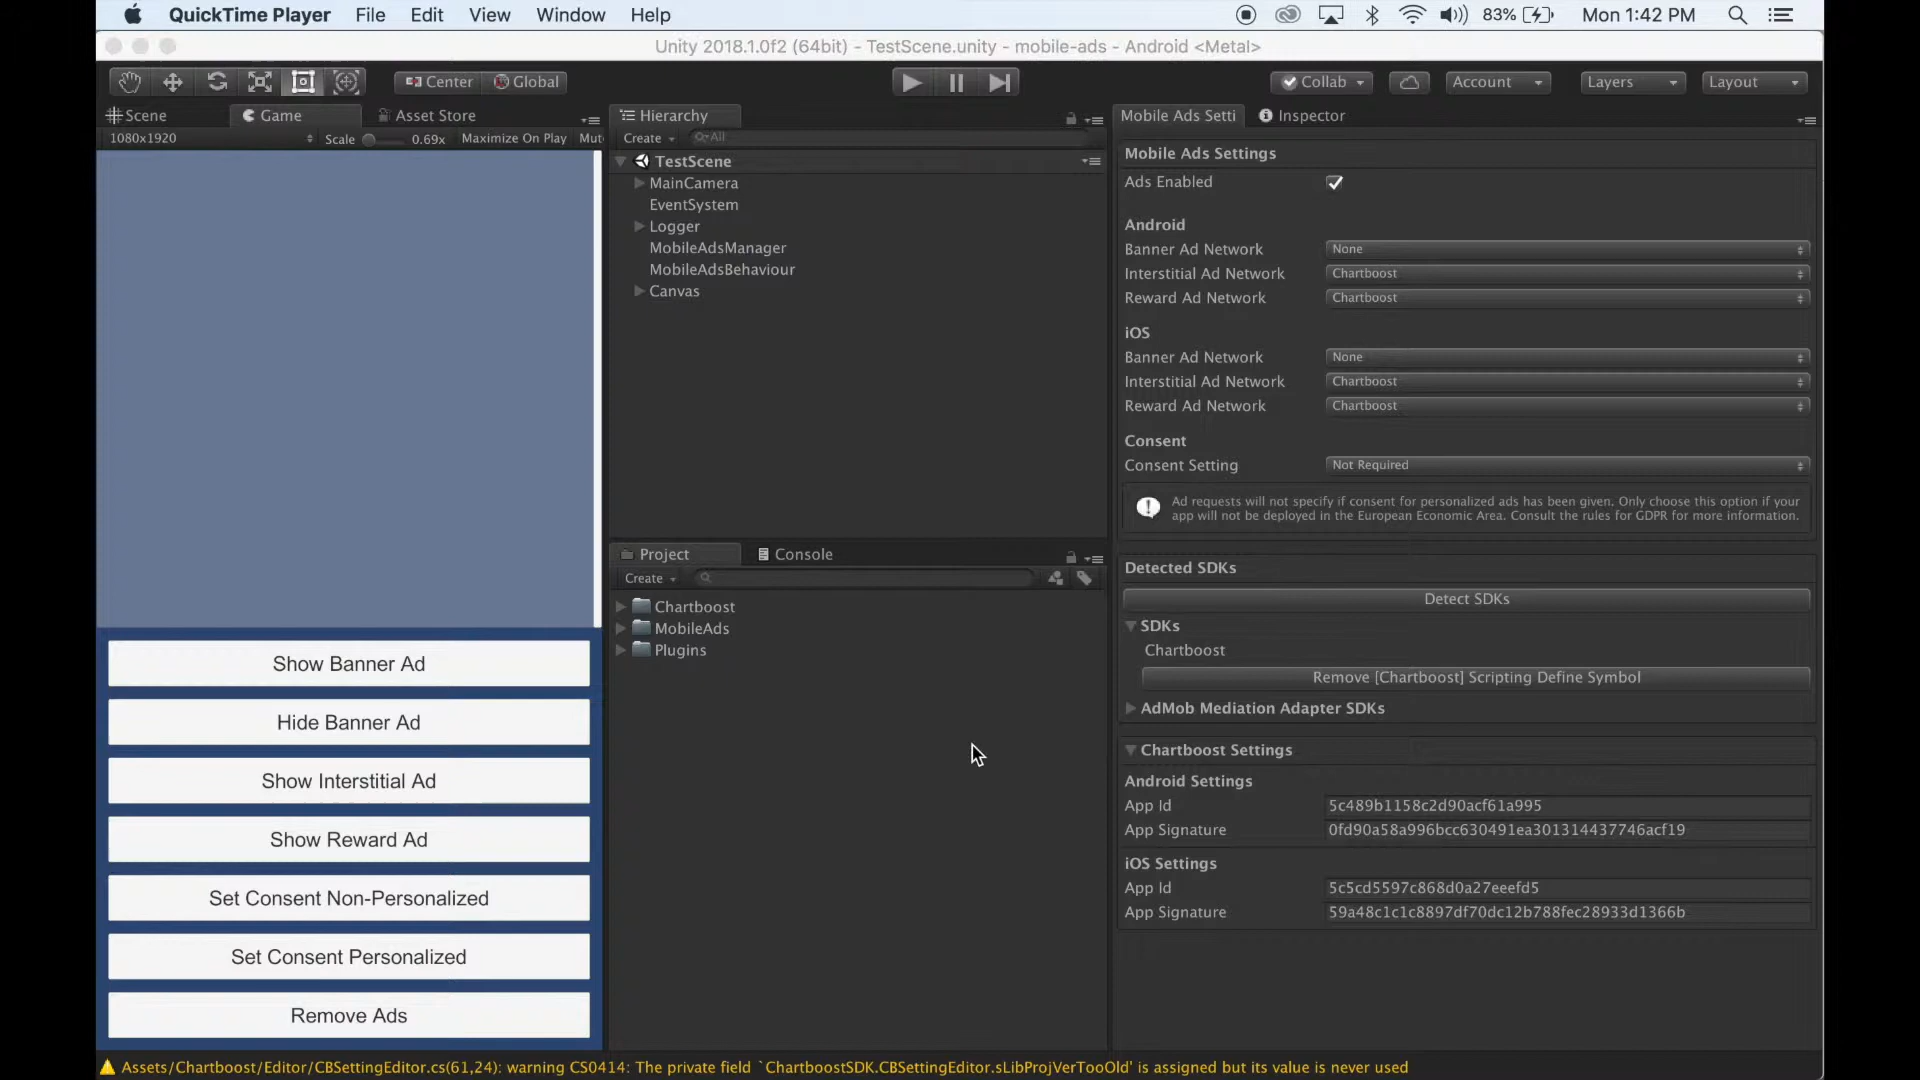 QuickTime Player File Edit View Window Help 83% Mon 1:42 PM
Unity 2018.1.0f2 (64bit) - TestScene.unity - mobile-ads - Android <Metal>
Center Global Collab Account Layers Layout
Scene Game Asset Store
1080x1920 Scale 0.69x Maximize On Play Mut
Show Banner Ad
Hide Banner Ad
Show Interstitial Ad
Show Reward Ad
Set Consent Non-Personalized
Set Consent Personalized
Remove Ads
Hierarchy
Create All
TestScene
MainCamera
EventSystem
Logger
MobileAdsManager
MobileAdsBehaviour
Canvas
Project Console
Create
Chartboost
MobileAds
Plugins
Mobile Ads Setti Inspector
Mobile Ads Settings
Ads Enabled
Android
Banner Ad Network None
Interstitial Ad Network Chartboost
Reward Ad Network Chartboost
iOS
Banner Ad Network None
Interstitial Ad Network Chartboost
Reward Ad Network Chartboost
Consent
Consent Setting Not Required
Ad requests will not specify if consent for personalized ads has been given. Only choose this option if your
app will not be deployed in the European Economic Area. Consult the rules for GDPR for more information.
Detected SDKs
Detect SDKs
SDKs
Chartboost
Remove [Chartboost] Scripting Define Symbol
AdMob Mediation Adapter SDKs
Chartboost Settings
Android Settings
App Id 5c489b1158c2d90acf61a995
App Signature 0fd90a58a996bcc630491ea301314437746acf19
iOS Settings
App Id 5c5cd5597c868d0a27eeefd5
App Signature 59a48c1c1c8897df70dc12b788fec28933d1366b
Assets/Chartboost/Editor/CBSettingEditor.cs(61,24): warning CS0414: The private field `ChartboostSDK.CBSettingEditor.sLibProjVerTooOld' is assigned but its value is never used